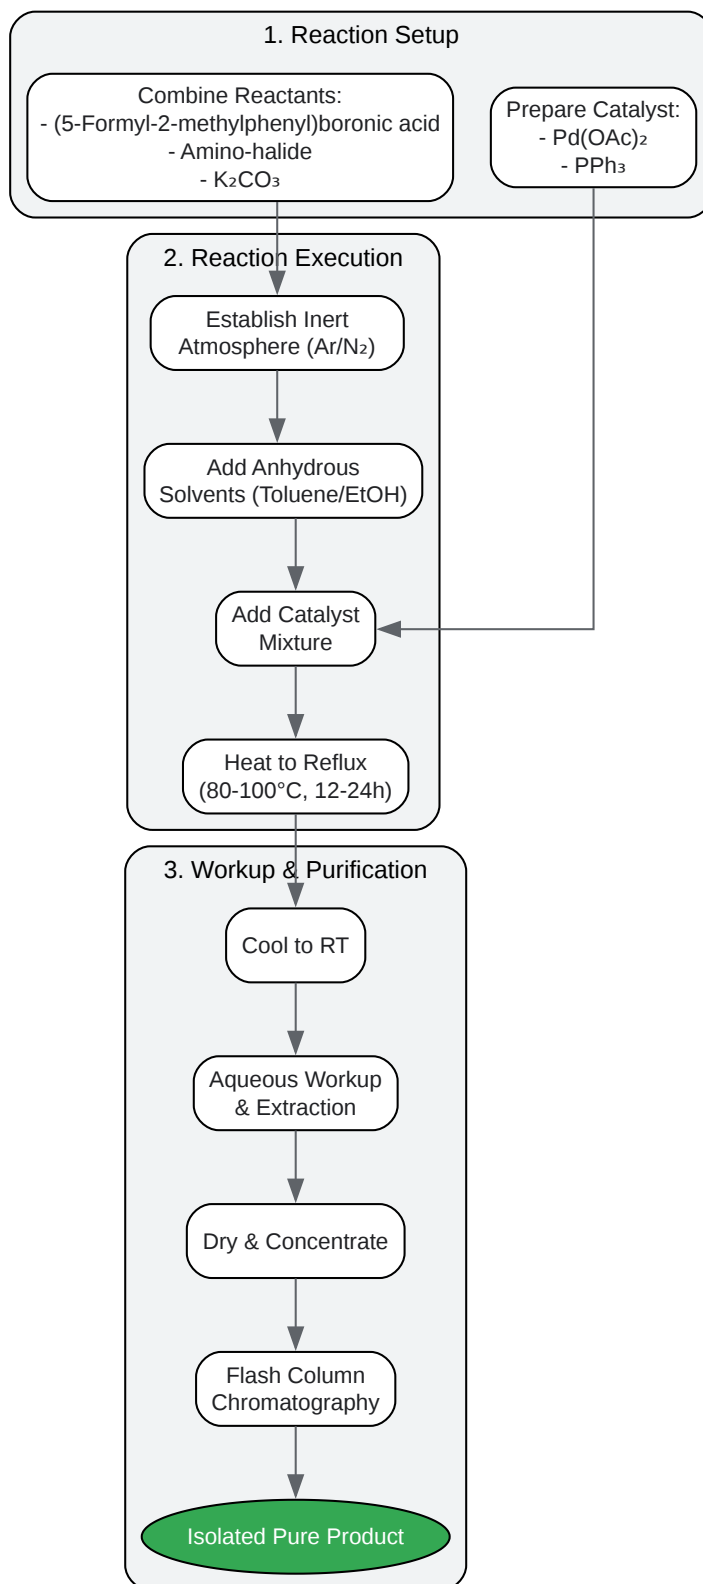 1. Reaction Setup
Combine Reactants:
- (5-Formyl-2-methylphenyl)boronic acid
- Amino-halide
- K₂CO₃
Prepare Catalyst:
- Pd(OAc)₂
- PPh₃
2. Reaction Execution
Establish Inert
Atmosphere (Ar/N₂)
Add Anhydrous
Solvents (Toluene/EtOH)
Add Catalyst
Mixture
Heat to Reflux
(80-100°C, 12-24h)
3. Workup & Purification
Cool to RT
Aqueous Workup
& Extraction
Dry & Concentrate
Flash Column
Chromatography
Isolated Pure Product